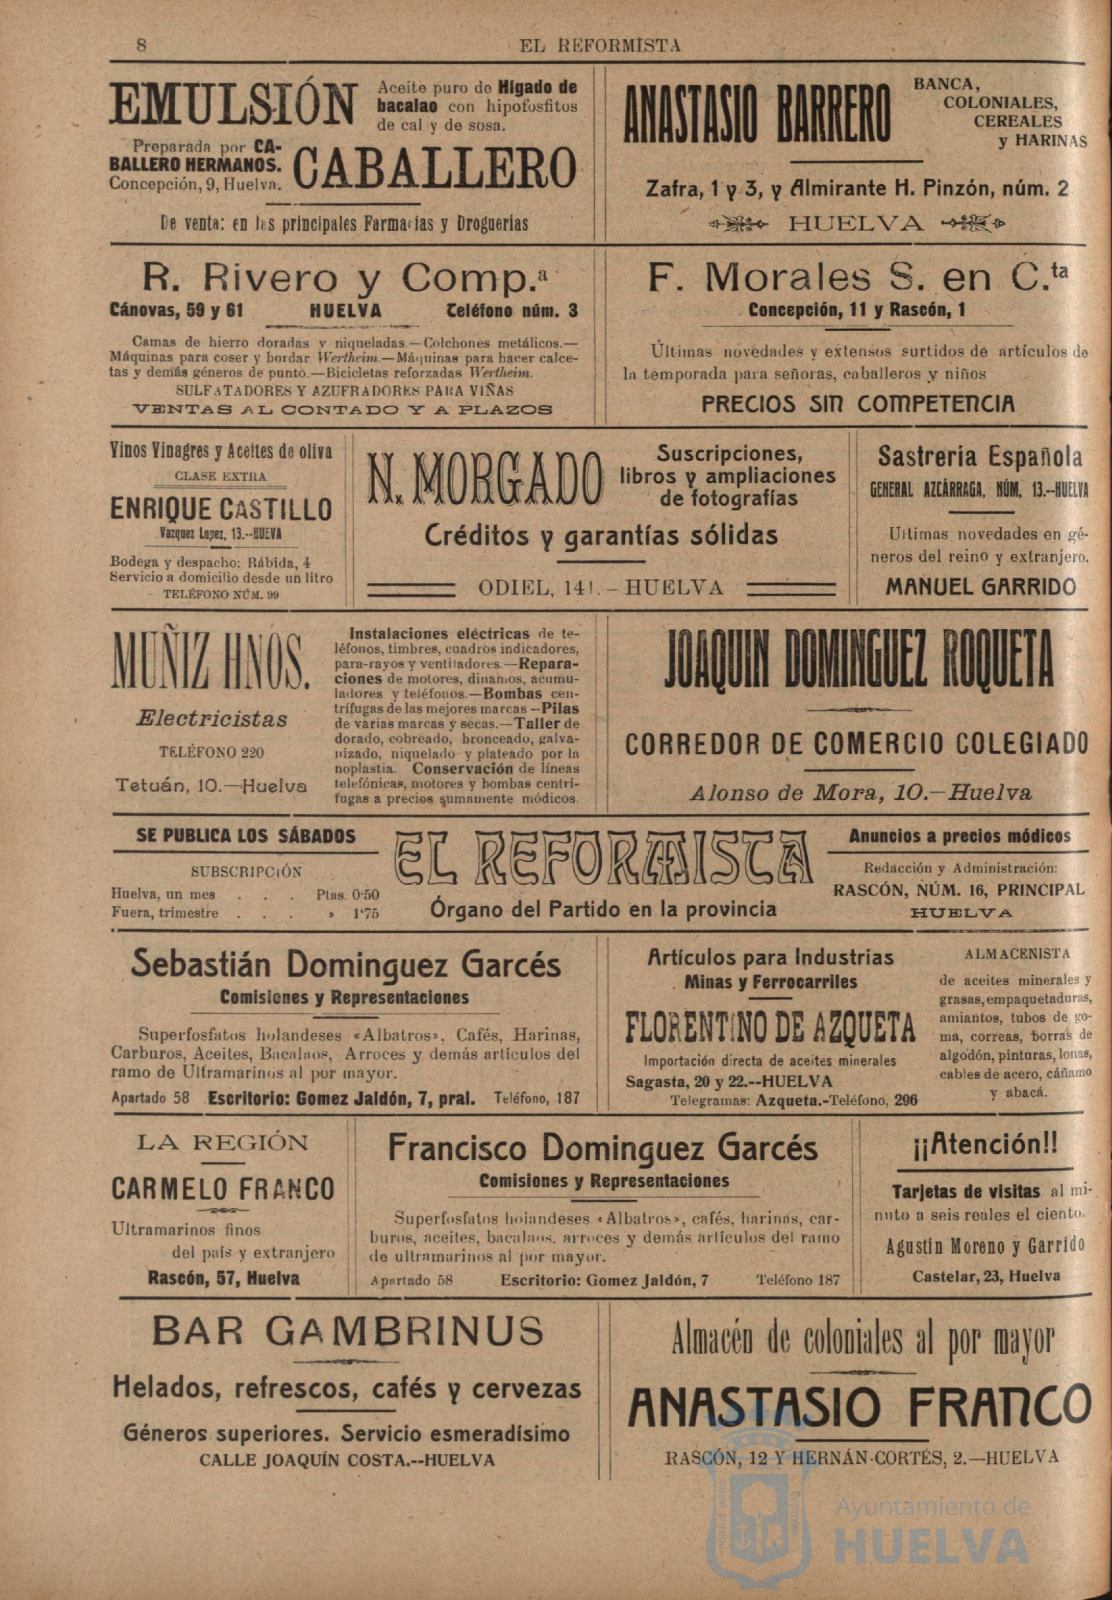 8
EL REFORMISTA
EMULSIÓN
Aceite puro de Hígado de
bacalao con hipofosfitos
de cal y de sosa.
Preparada por CA-
BALLERO HERMANOS.
Concepción, 9, Huelva.
CABALLERO
De venta: en las principales Farmacias y Droguerías
ANASTASIO BARRERO
BANCA,
COLONIALES,
CEREALES
y HARINAS
Zafra, 1 y 3, y Almirante H. Pinzón, núm. 2
HUELVA
R. Rivero y Comp.ª
Cánovas, 59 y 61 HUELVA Teléfono núm. 3
Camas de hierro doradas y niqueladas.—Colchones metálicos.—
Máquinas para coser y bordar Wertheim.—Máquinas para hacer calce-
tas y demás géneros de punto.—Bicicletas reforzadas Wertheim.
SULFATADORES Y AZUFRADORES PARA VIÑAS
VENTAS AL CONTADO Y A PLAZOS
F. Morales S. en C.ta
Concepción, 11 y Rascón, 1
Últimas novedades y extensos surtidos de artículos de
la temporada para señoras, caballeros y niños
PRECIOS SIN COMPETENCIA
Vinos Vinagres y Aceites de oliva
CLASE EXTRA
ENRIQUE CASTILLO
Vazquez Lopez, 13.--HUEVA
Bodega y despacho: Rábida, 4
Servicio a domicilio desde un litro
TELÉFONO NÚM. 99
N. MORGADO
Suscripciones,
libros y ampliaciones
de fotografías
Créditos y garantías sólidas
ODIEL, 141.—HUELVA
Sastrería Española
GENERAL AZCÁRRAGA, NÚM, 13.--HUELVA
Ultimas novedades en gé-
neros del reino y extranjero.
MANUEL GARRIDO
MUÑIZ HNOS.
Electricistas
TELÉFONO 220
Tetuán, 10.—Huelva
Instalaciones eléctricas de te-
léfonos, timbres, cuadros indicadores,
para-rayos y ventiladores.—Repara-
ciones de motores, dinamos, acumu-
ladores y teléfonos.—Bombas cen-
trífugas de las mejores marcas—Pilas
de varias marcas y secas.—Taller de
dorado, cobreado, bronceado, galva-
nizado, niquelado y plateado por la
noplastia. Conservación de líneas
telefónicas, motores y bombas centrí-
fugas a precios sumamente módicos.
JOAQUIN DOMINGUEZ ROQUETA
CORREDOR DE COMERCIO COLEGIADO
Alonso de Mora, 10.—Huelva
SE PUBLICA LOS SÁBADOS
SUBSCRIPCIÓN
Huelva, un mes . . . Ptas. 0'50
Fuera, trimestre . . . » 1'75
EL REFORMISTA
Órgano del Partido en la provincia
Anuncios a precios módicos
Redacción y Administración:
RASCÓN, NÚM. 16, PRINCIPAL
HUELVA
Sebastián Dominguez Garcés
Comisiones y Representaciones
Superfosfatos holandeses «Albatros», Cafés, Harinas,
Carburos, Aceites, Bacalaos, Arroces y demás artículos del
ramo de Ultramarinos al por mayor.
Apartado 58 Escritorio: Gomez Jaldón, 7, pral. Teléfono, 187
Artículos para Industrias
Minas y Ferrocarriles
FLORENTINO DE AZQUETA
Importación directa de aceites minerales
Sagasta, 20 y 22.--HUELVA
Telegramas: Azqueta.-Teléfono, 296
ALMACENISTA
de aceites minerales y
grasas, empaquetaduras,
amiantos, tubos de go-
ma, correas, borras de
algodón, pinturas, lonas,
cables de acero, cáñamo
y abacá.
LA REGIÓN
CARMELO FRANCO
Ultramarinos finos
del país y extranjero
Rascón, 57, Huelva
Francisco Dominguez Garcés
Comisiones y Representaciones
Superfosfatos holandeses «Albatros», cafés, harinas, car-
buros, aceites, bacalaos, arroces y demás artículos del ramo
de ultramarinos al por mayor.
Apartado 58 Escritorio: Gomez Jaldón, 7 Teléfono 187
¡¡Atención!!
Tarjetas de visitas al mi-
nuto a seis reales el ciento.
Agustin Moreno y Garrido
Castelar, 23, Huelva
BAR GAMBRINUS
Helados, refrescos, cafés y cervezas
Géneros superiores. Servicio esmeradísimo
CALLE JOAQUÍN COSTA.--HUELVA
Almacén de coloniales al por mayor
ANASTASIO FRANCO
RASCÓN, 12 Y HERNÁN-CORTÉS, 2.—HUELVA
Ayuntamiento de
HUELVA